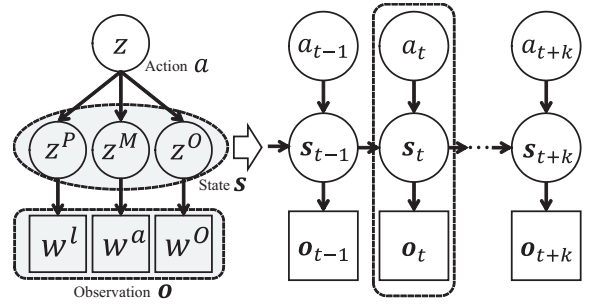 z
Action a
z^P z^M z^O
State s
w^l w^a w^O
Observation o
a_{t−1} a_t a_{t+k}
s_{t−1} s_t s_{t+k}
o_{t−1} o_t o_{t+k}